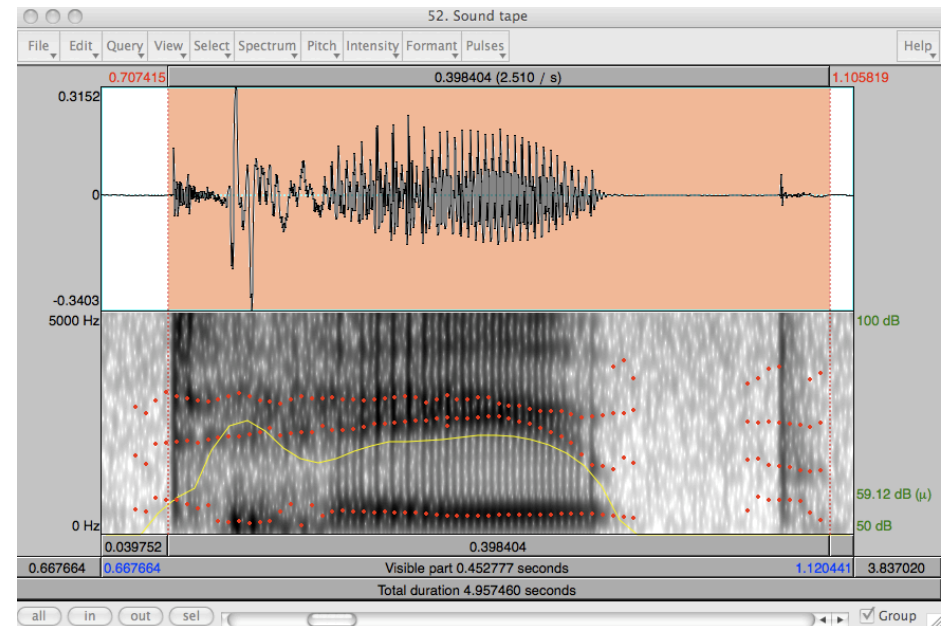 52. Sound tape
File Edit Query View Select Spectrum Pitch Intensity Formant Pulses Help
0.707415 0.398404 (2.510 / s) 1.105819
0.3152
0
-0.3403
5000 Hz 100 dB
59.12 dB (µ)
0 Hz 50 dB
0.039752 0.398404
0.667664 0.667664 Visible part 0.452777 seconds 1.120441 3.837020
Total duration 4.957460 seconds
all in out sel Group